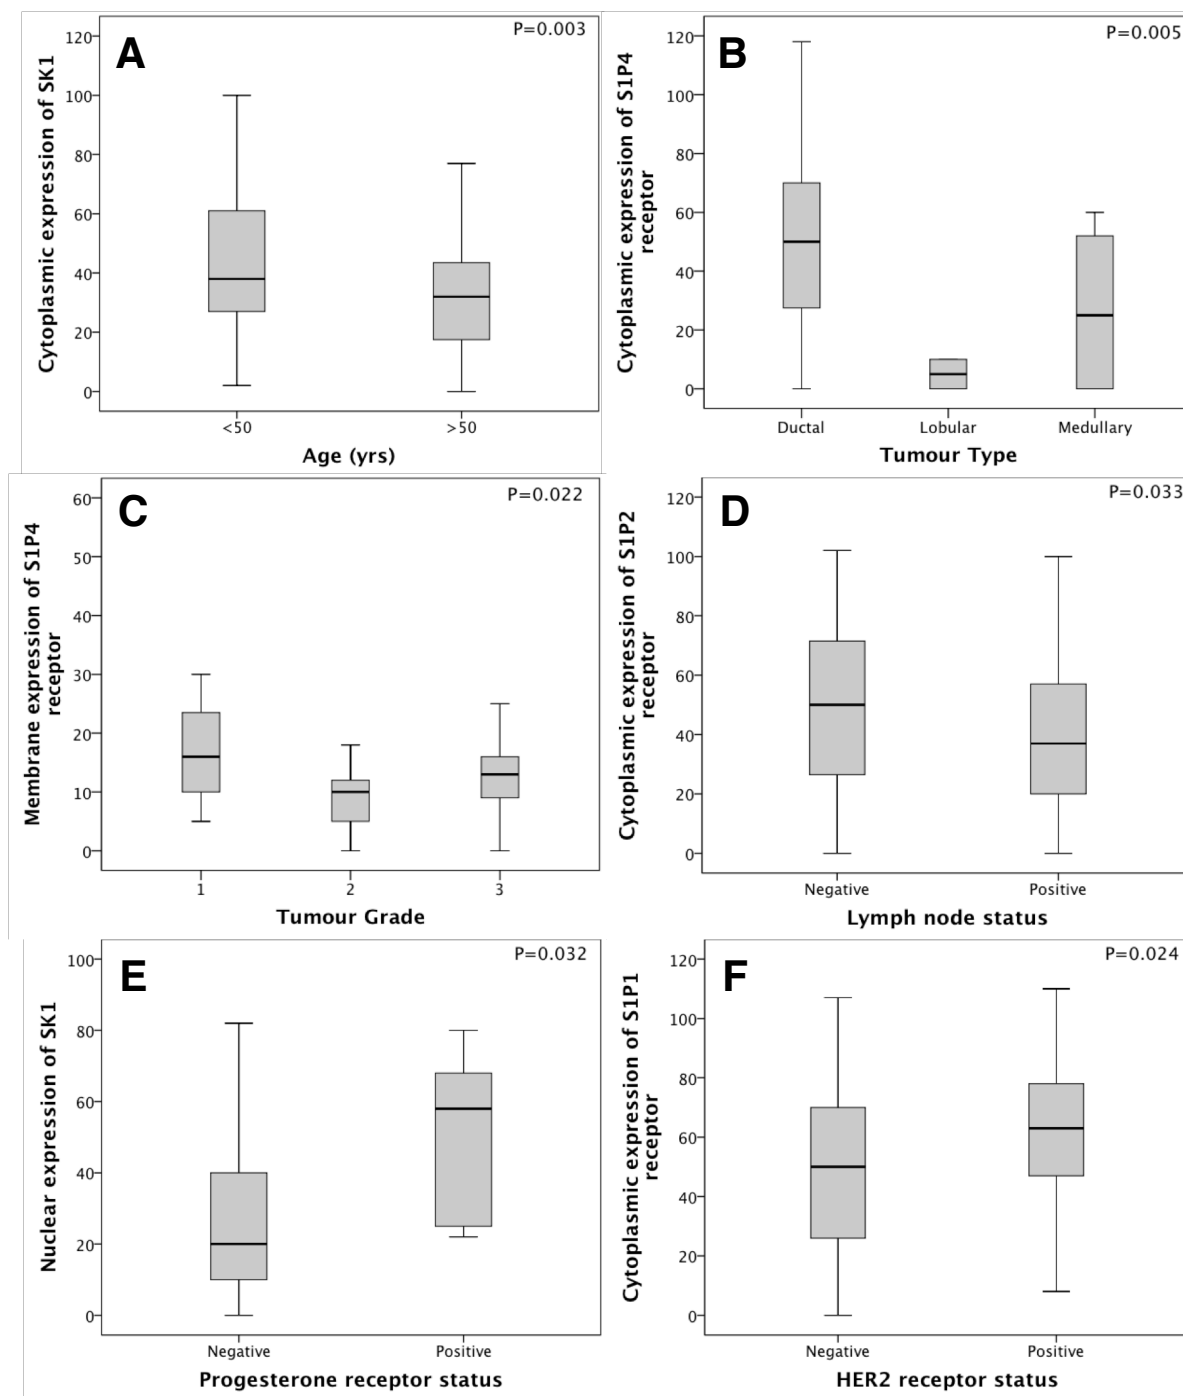 A
P=0.003
Cytoplasmic expression of SK1
120
100
80
60
40
20
0
<50
>50
Age (yrs)
B
P=0.005
Cytoplasmic expression of S1P4
receptor
120
100
80
60
40
20
0
Ductal
Lobular
Medullary
Tumour Type
C
P=0.022
Membrane expression of S1P4
receptor
60
50
40
30
20
10
0
1
2
3
Tumour Grade
D
P=0.033
Cytoplasmic expression of S1P2
receptor
120
100
80
60
40
20
0
Negative
Positive
Lymph node status
E
P=0.032
Nuclear expression of SK1
100
80
60
40
20
0
Negative
Positive
Progesterone receptor status
F
P=0.024
Cytoplasmic expression of S1P1
receptor
120
100
80
60
40
20
0
Negative
Positive
HER2 receptor status